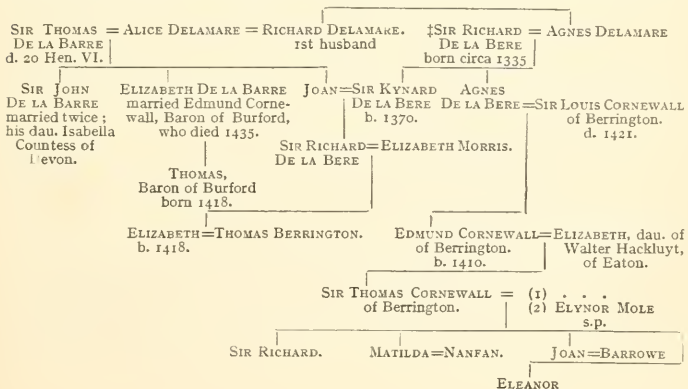 SIR THOMAS = ALICE DELAMARE = RICHARD DELAMARE. ‡SIR RICHARD = AGNES DELAMARE
DE LA BARRE 1st husband DE LA BERE
d. 20 Hen. VI. born circa 1335
SIR JOHN ELIZABETH DE LA BARRE JOAN=SIR KYNARD AGNES
DE LA BARRE married Edmund Corne- DE LA BERE DE LA BERE=SIR LOUIS CORNEWALL
married twice ; wall, Baron of Burford, b. 1370. of Berrington.
his dau. Isabella who died 1435. d. 1421.
Countess of SIR RICHARD=ELIZABETH MORRIS.
Devon. DE LA BERE
THOMAS,
Baron of Burford
born 1418.
ELIZABETH=THOMAS BERRINGTON. EDMUND CORNEWALL=ELIZABETH, dau. of
b. 1418. of Berrington. Walter Hackluyt,
b. 1410. of Eaton.
SIR THOMAS CORNEWALL = (1) . . .
of Berrington. (2) ELYNOR MOLE
s.p.
SIR RICHARD. MATILDA=NANFAN. JOAN=BARROWE
ELEANOR